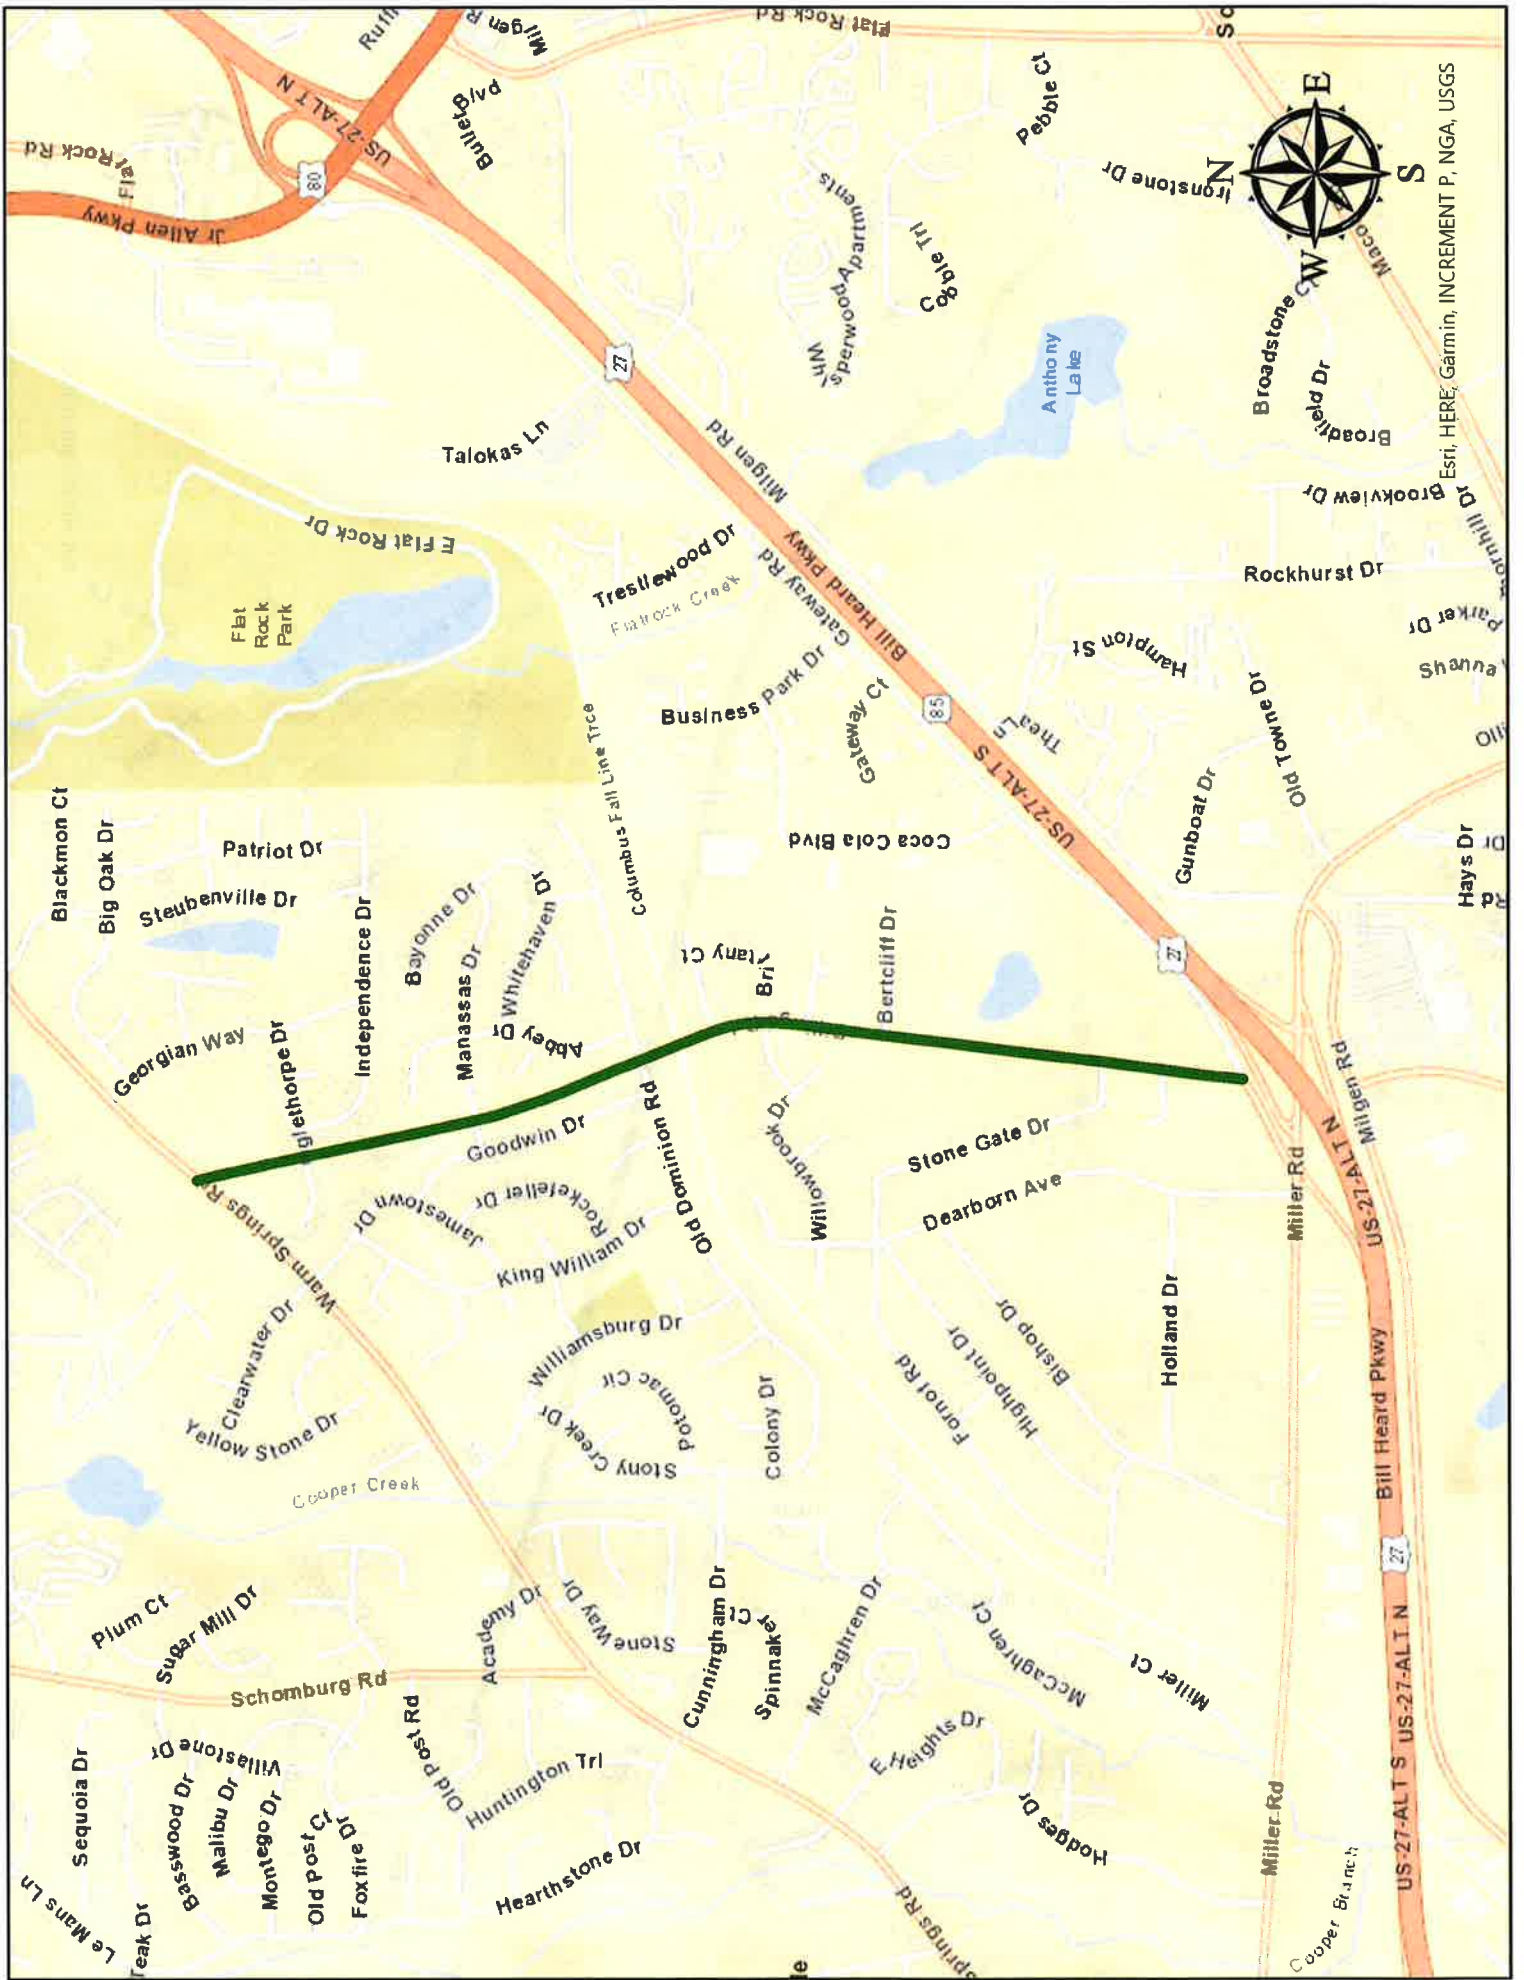 Le Mans Ln
Sequoia Dr
Teak Dr
Basswood Dr
Malibu Dr
Montego Dr
Old Post Ct
Foxfire Dr
Villastone Dr
Plum Ct
Sugar Mill Dr
Schomburg Rd
Old Post Rd
Huntington Trl
Hearthstone Dr
Academy Dr
Stone Way Dr
Cunningham Dr
Spinnaker Ct
McCaghren Dr
McCaghren Ct
Miller Ct
E Heights Dr
Hodges Dr
Springs Rd
Miller Rd
Cooper Branch
US-27-ALT S
US-27-ALT N
27
Bill Heard Pkwy
Cooper Creek
Yellow Stone Dr
Clearwater Dr
Warm Springs Rd
Williamsburg Dr
Potomac Cir
Stony Creek Dr
Colony Dr
Fornof Rd
Highpoint Dr
Bishop Dr
Holland Dr
Jamestown Dr
Rockefeller Dr
King William Dr
Goodwin Dr
Old Dominion Rd
Willowbrook Dr
Stone Gate Dr
Dearborn Ave
Miller Rd
US-27-ALT N
Milgen Rd
Georgian Way
glethorpe Dr
Independence Dr
Bayonne Dr
Manassas Dr
Whitehaven Dr
Abbey Dr
Brittany Ct
Bertcliff Dr
27
Blackmon Ct
Big Oak Dr
Steubenville Dr
Patriot Dr
Columbus Fall Line Trce
Coca Cola Blvd
Gunboat Dr
Old Towne Dr
Hays Dr
Rd
Dr
Business Park Dr
Gateway Ct
Gateway Rd
85
US-27-ALT S
Thea Ln
Hampton St
Olli
Shawna
Parker Dr
Flat
Rock
Park
E Flat Rock Dr
Trestlewood Dr
Flatrock Creek
Bill Heard Pkwy
Milgen Rd
Talokas Ln
27
Rockhurst Dr
Brookview Dr
ornhill Dr
Anthony
Lake
Broadstone Ct
Broadfield Dr
Whisperwood Apartments
Cobble Trl
Ironstone Dr
Pebble Ct
Jr Allen Pkwy
Flat Rock Rd
Flat
80
US-27-ALT N
Bullet Blvd
Milgen R
Flat Rock Rd
Maco
N
E
S
W
Esri, HERE, Garmin, INCREMENT P, NGA, USGS